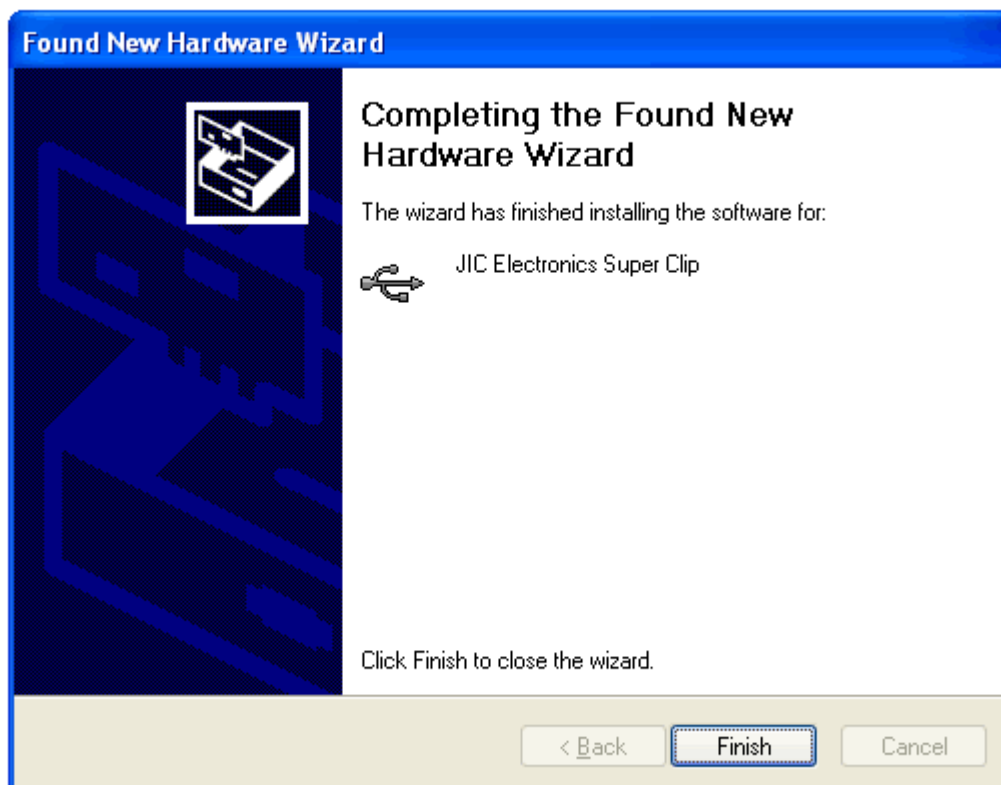 Found New Hardware Wizard
Completing the Found New
Hardware Wizard
The wizard has finished installing the software for:
JIC Electronics Super Clip
Click Finish to close the wizard.
< Back
Finish
Cancel